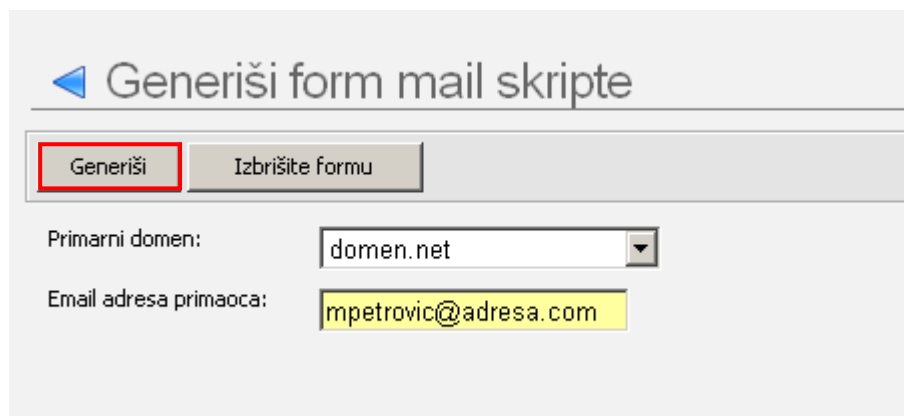 Generiši form mail skripte
Generiši Izbrišite formu
Primarni domen: domen.net
Email adresa primaoca: mpetrovic@adresa.com